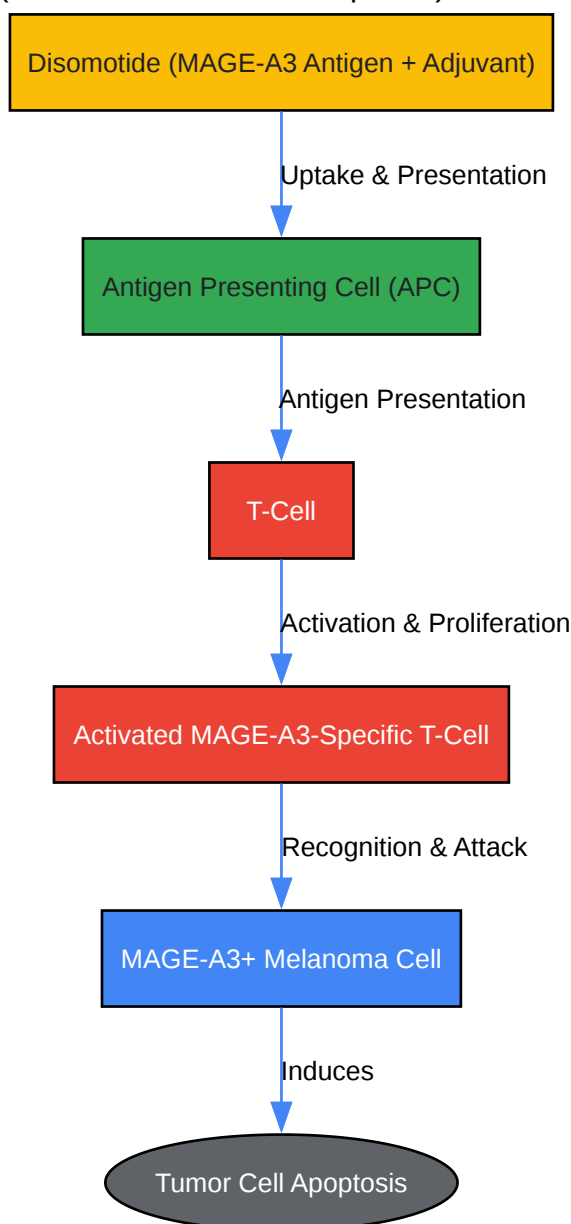 Disomotide (MAGE-A3 Antigen + Adjuvant)
Uptake & Presentation
Antigen Presenting Cell (APC)
Antigen Presentation
T-Cell
Activation & Proliferation
Activated MAGE-A3-Specific T-Cell
Recognition & Attack
MAGE-A3+ Melanoma Cell
Induces
Tumor Cell Apoptosis